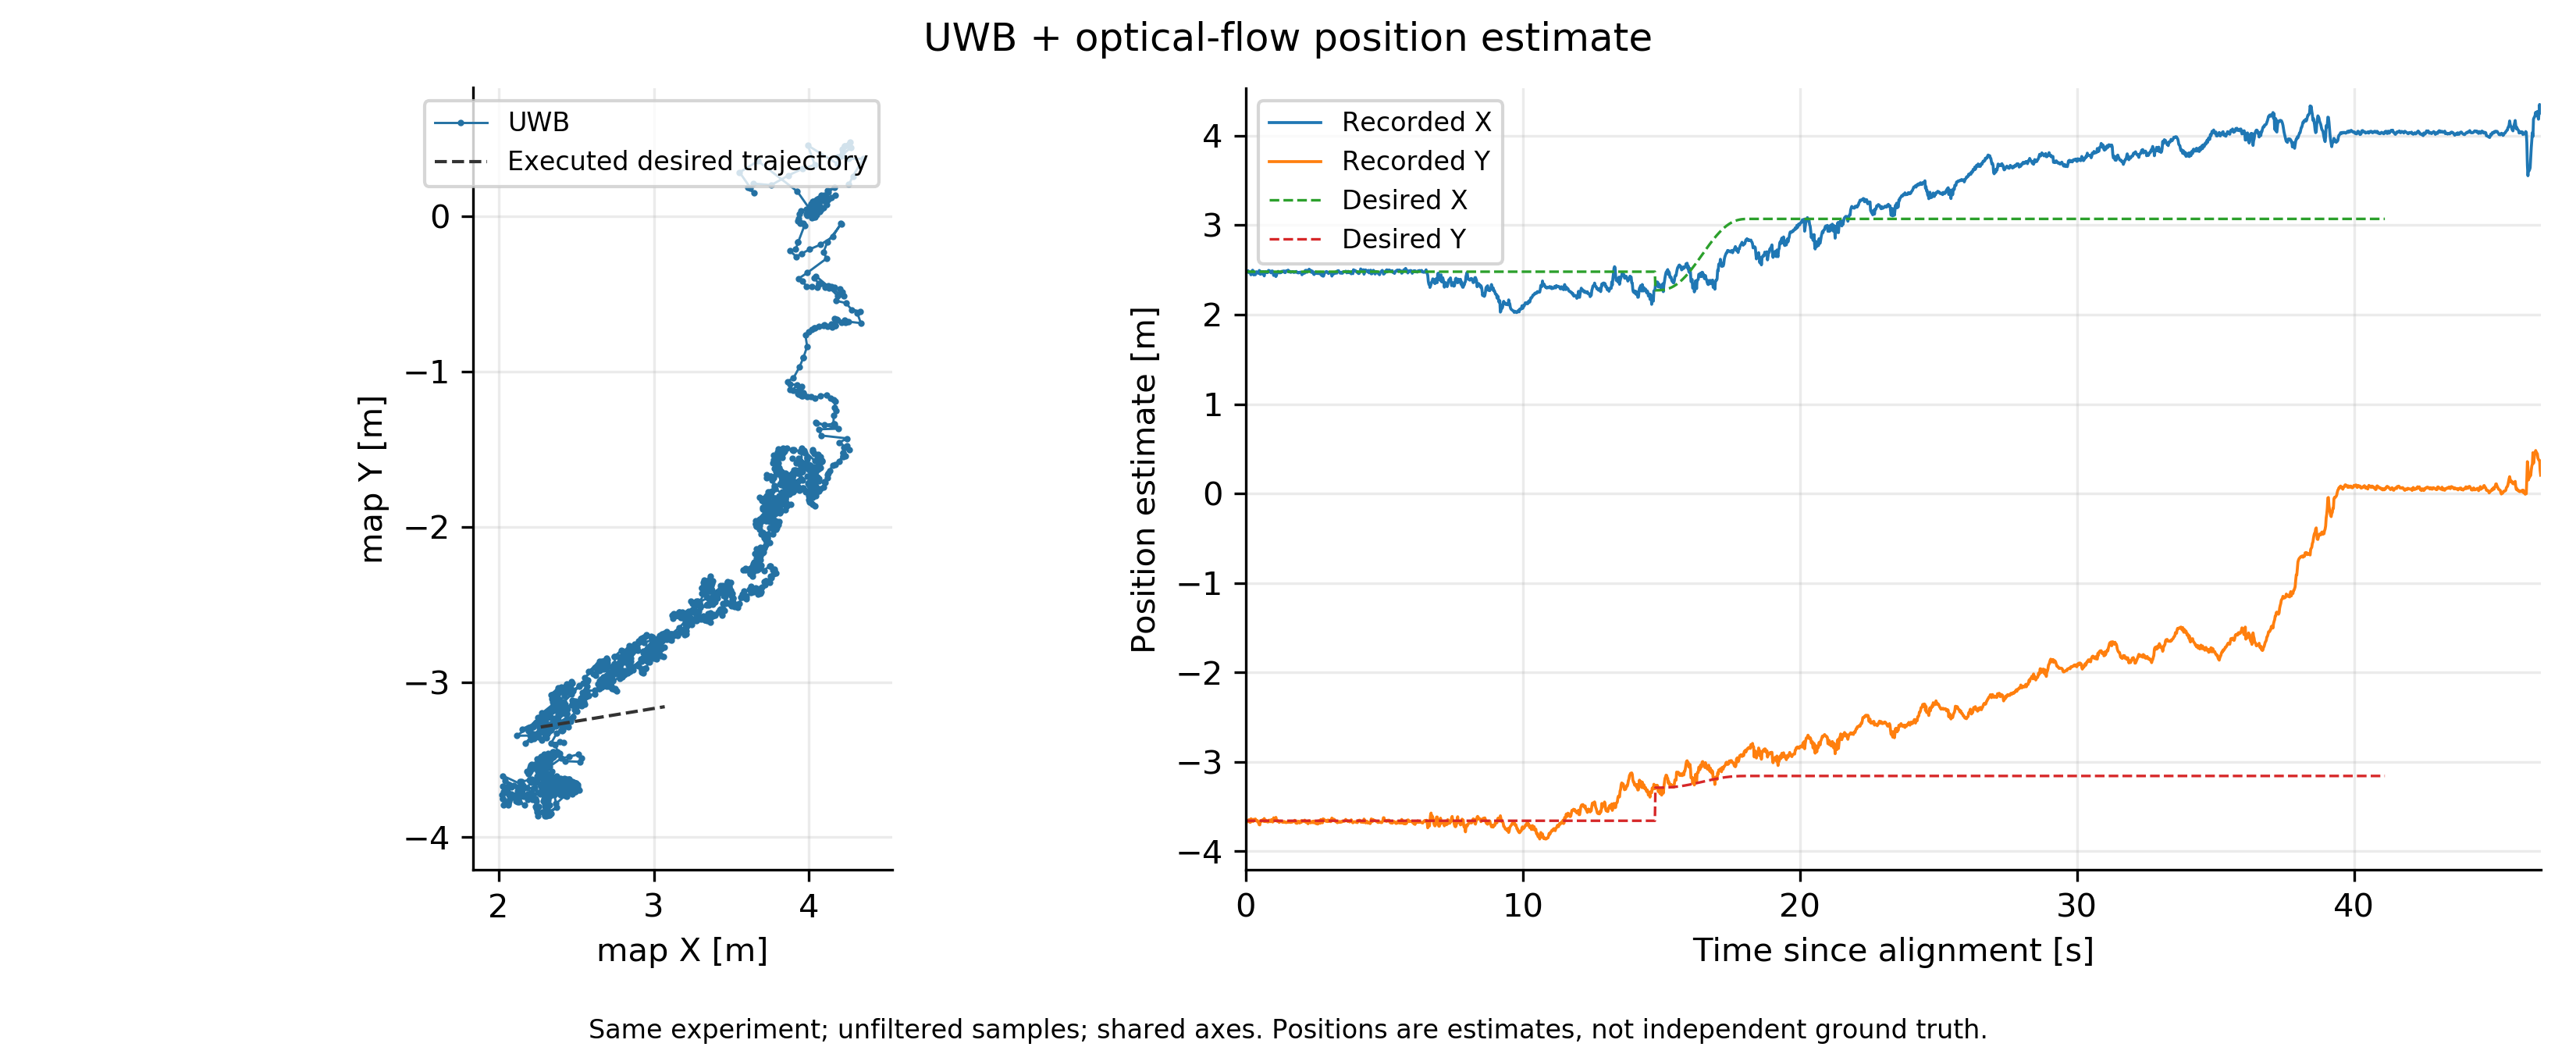 UWB + optical-flow position estimate
UWB
Executed desired trajectory
map Y [m]
0
−1
−2
−3
−4
2 3 4
map X [m]
Recorded X
Recorded Y
Desired X
Desired Y
Position estimate [m]
4
3
2
1
0
−1
−2
−3
−4
0 10 20 30 40
Time since alignment [s]
Same experiment; unfiltered samples; shared axes. Positions are estimates, not independent ground truth.